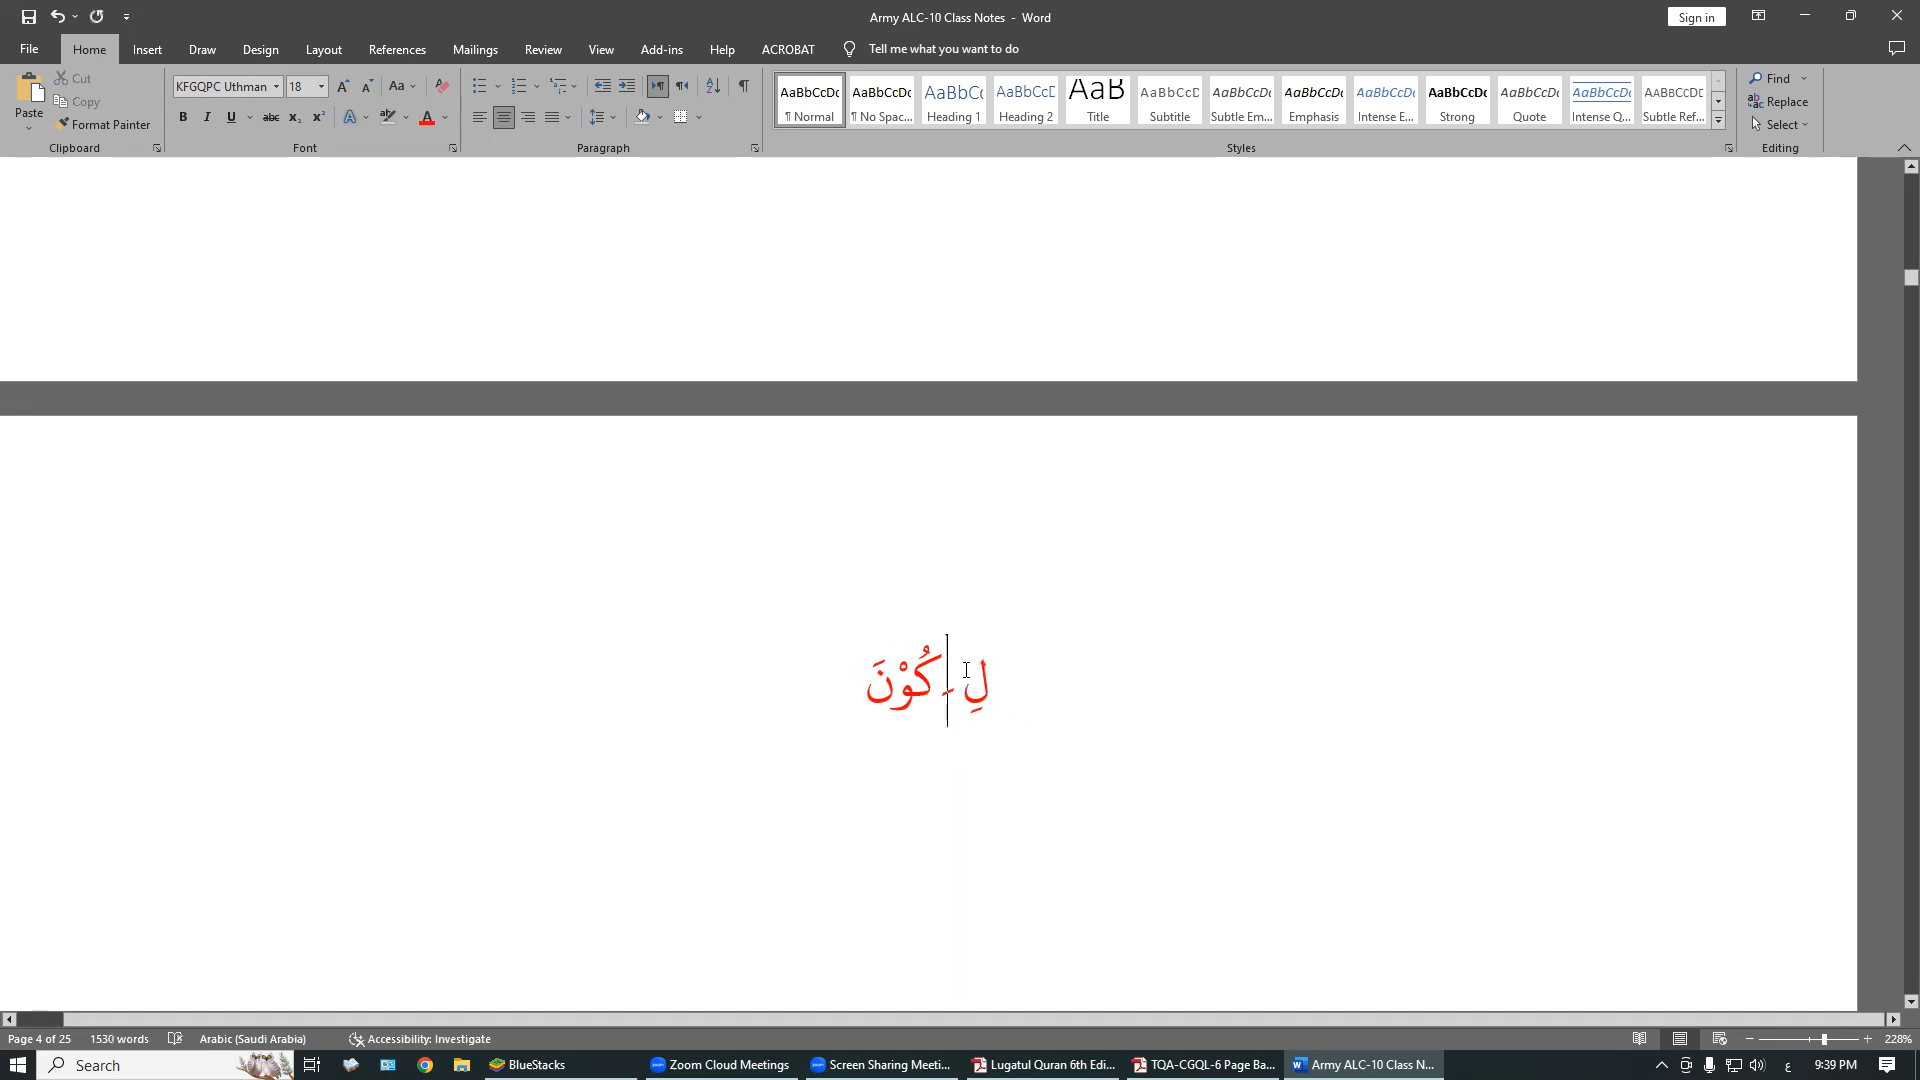 Army ALC-10 Class Notes - Word
Sign in
File Home Insert Draw Design Layout References Mailings Review View Add-ins Help ACROBAT Tell me what you want to do
Paste
Cut
Copy
Format Painter
KFGQPC Uthman 18
AaBbCcDc ¶ Normal
AaBbCcDc ¶ No Spac...
AaBbC( Heading 1
AaBbCcD Heading 2
AaB Title
AaBbCcD Subtitle
AaBbCcDc Subtle Em...
AaBbCcDc Emphasis
AaBbCcDc Intense E...
AaBbCcDc Strong
AaBbCcDc Quote
AaBbCcDc Intense Q...
AABBCCDE Subtle Ref...
Find
Replace
Select
Clipboard Font Paragraph Styles Editing
لِ -كُوْنَ
Page 4 of 25 1530 words Arabic (Saudi Arabia) Accessibility: Investigate 228%
Search BlueStacks Zoom Cloud Meetings Screen Sharing Meeti... Lugatul Quran 6th Edi... TQA-CGQL-6 Page Ba... Army ALC-10 Class N... ع 9:39 PM